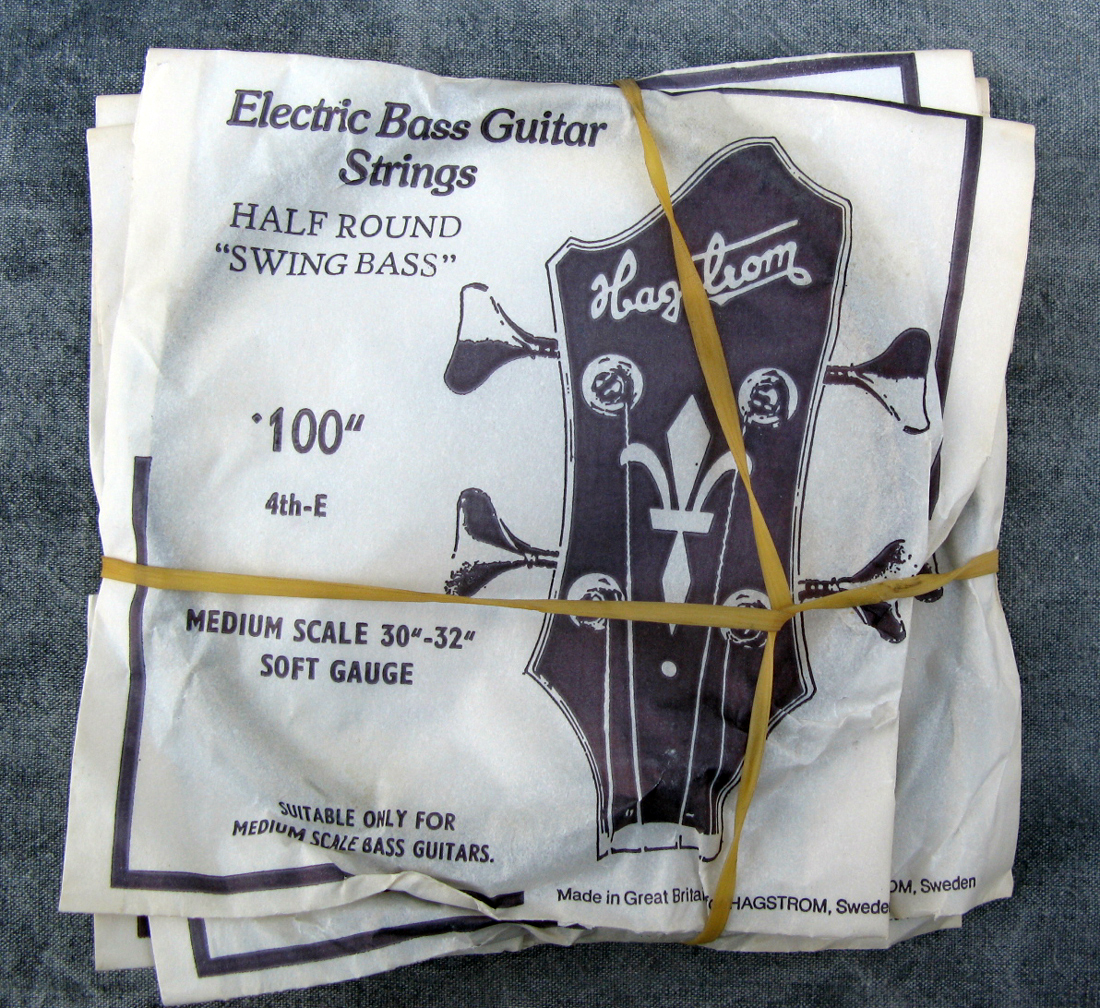 Electric Bass Guitar
Strings
HALF ROUND
“SWING BASS”
Hagstrom
·100“
4th-E
MEDIUM SCALE 30“-32“
SOFT GAUGE
SUITABLE ONLY FOR
MEDIUM SCALE BASS GUITARS.
Made in Great HAGSTROM, Swede OM, Sweden